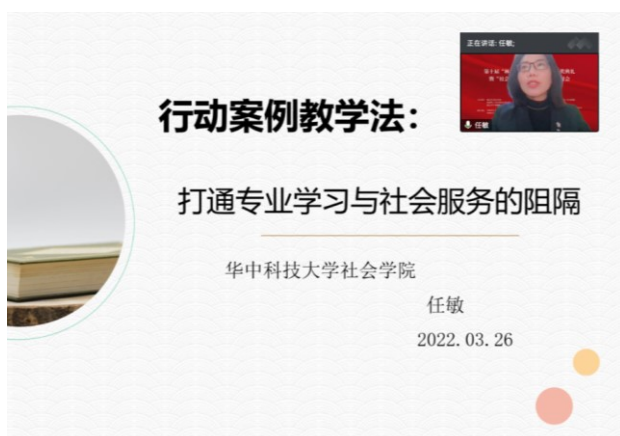 正在讲话: 任敏;
任敏
行动案例教学法：
打通专业学习与社会服务的阻隔
华中科技大学社会学院
任敏
2022.03.26